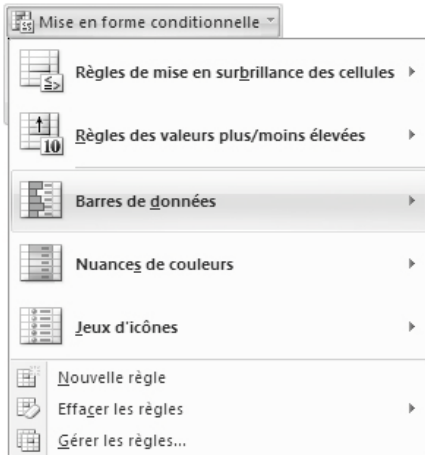 Mise en forme conditionnelle
Règles de mise en surbrillance des cellules
Règles des valeurs plus/moins élevées
10
Barres de données
Nuances de couleurs
Jeux d'icônes
Nouvelle règle
Effacer les règles
Gérer les règles...